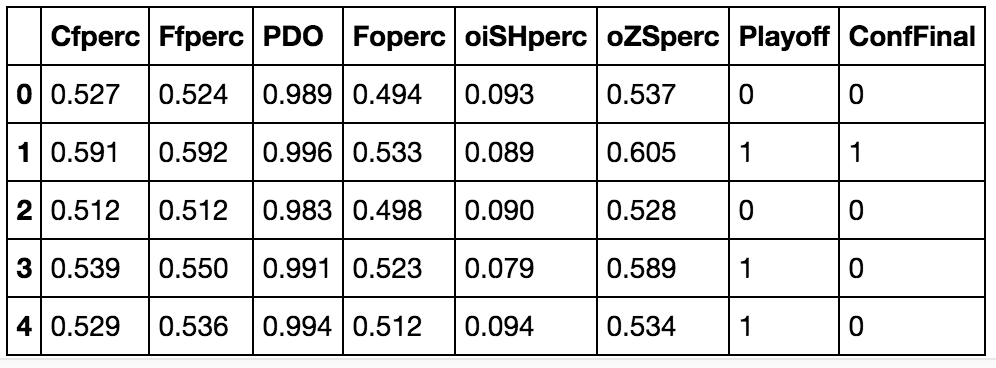 Cfperc Ffperc PDO Foperc oiSHperc oZSperc Playoff ConfFinal
0 0.527 0.524 0.989 0.494 0.093 0.537 0 0
1 0.591 0.592 0.996 0.533 0.089 0.605 1 1
2 0.512 0.512 0.983 0.498 0.090 0.528 0 0
3 0.539 0.550 0.991 0.523 0.079 0.589 1 0
4 0.529 0.536 0.994 0.512 0.094 0.534 1 0